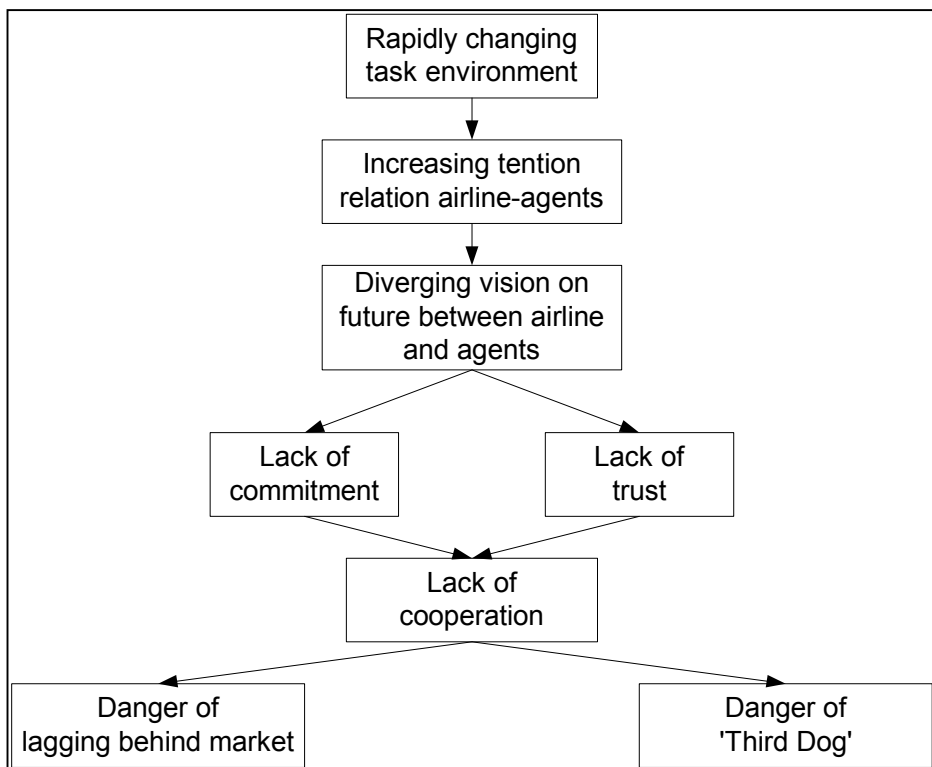 Rapidly changing
task environment
Increasing tention
relation airline-agents
Diverging vision on
future between airline
and agents
Lack of
commitment
Lack of
trust
Lack of
cooperation
Danger of
lagging behind market
Danger of
'Third Dog'